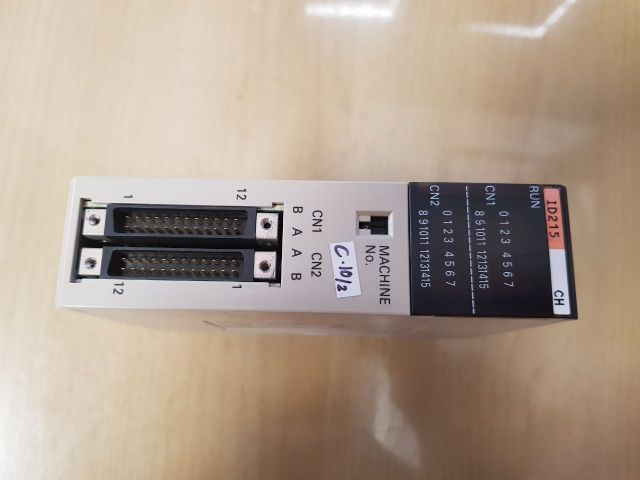 ID215
CH
RUN
CN1
0 1 2 3 4 5 6 7
8 9 10 11 12 13 14 15
CN2
0 1 2 3 4 5 6 7
8 9 10 11 12 13 14 15
MACHINE
No.
C.10/2
CN1 CN2
B A A B
12 1
1 12